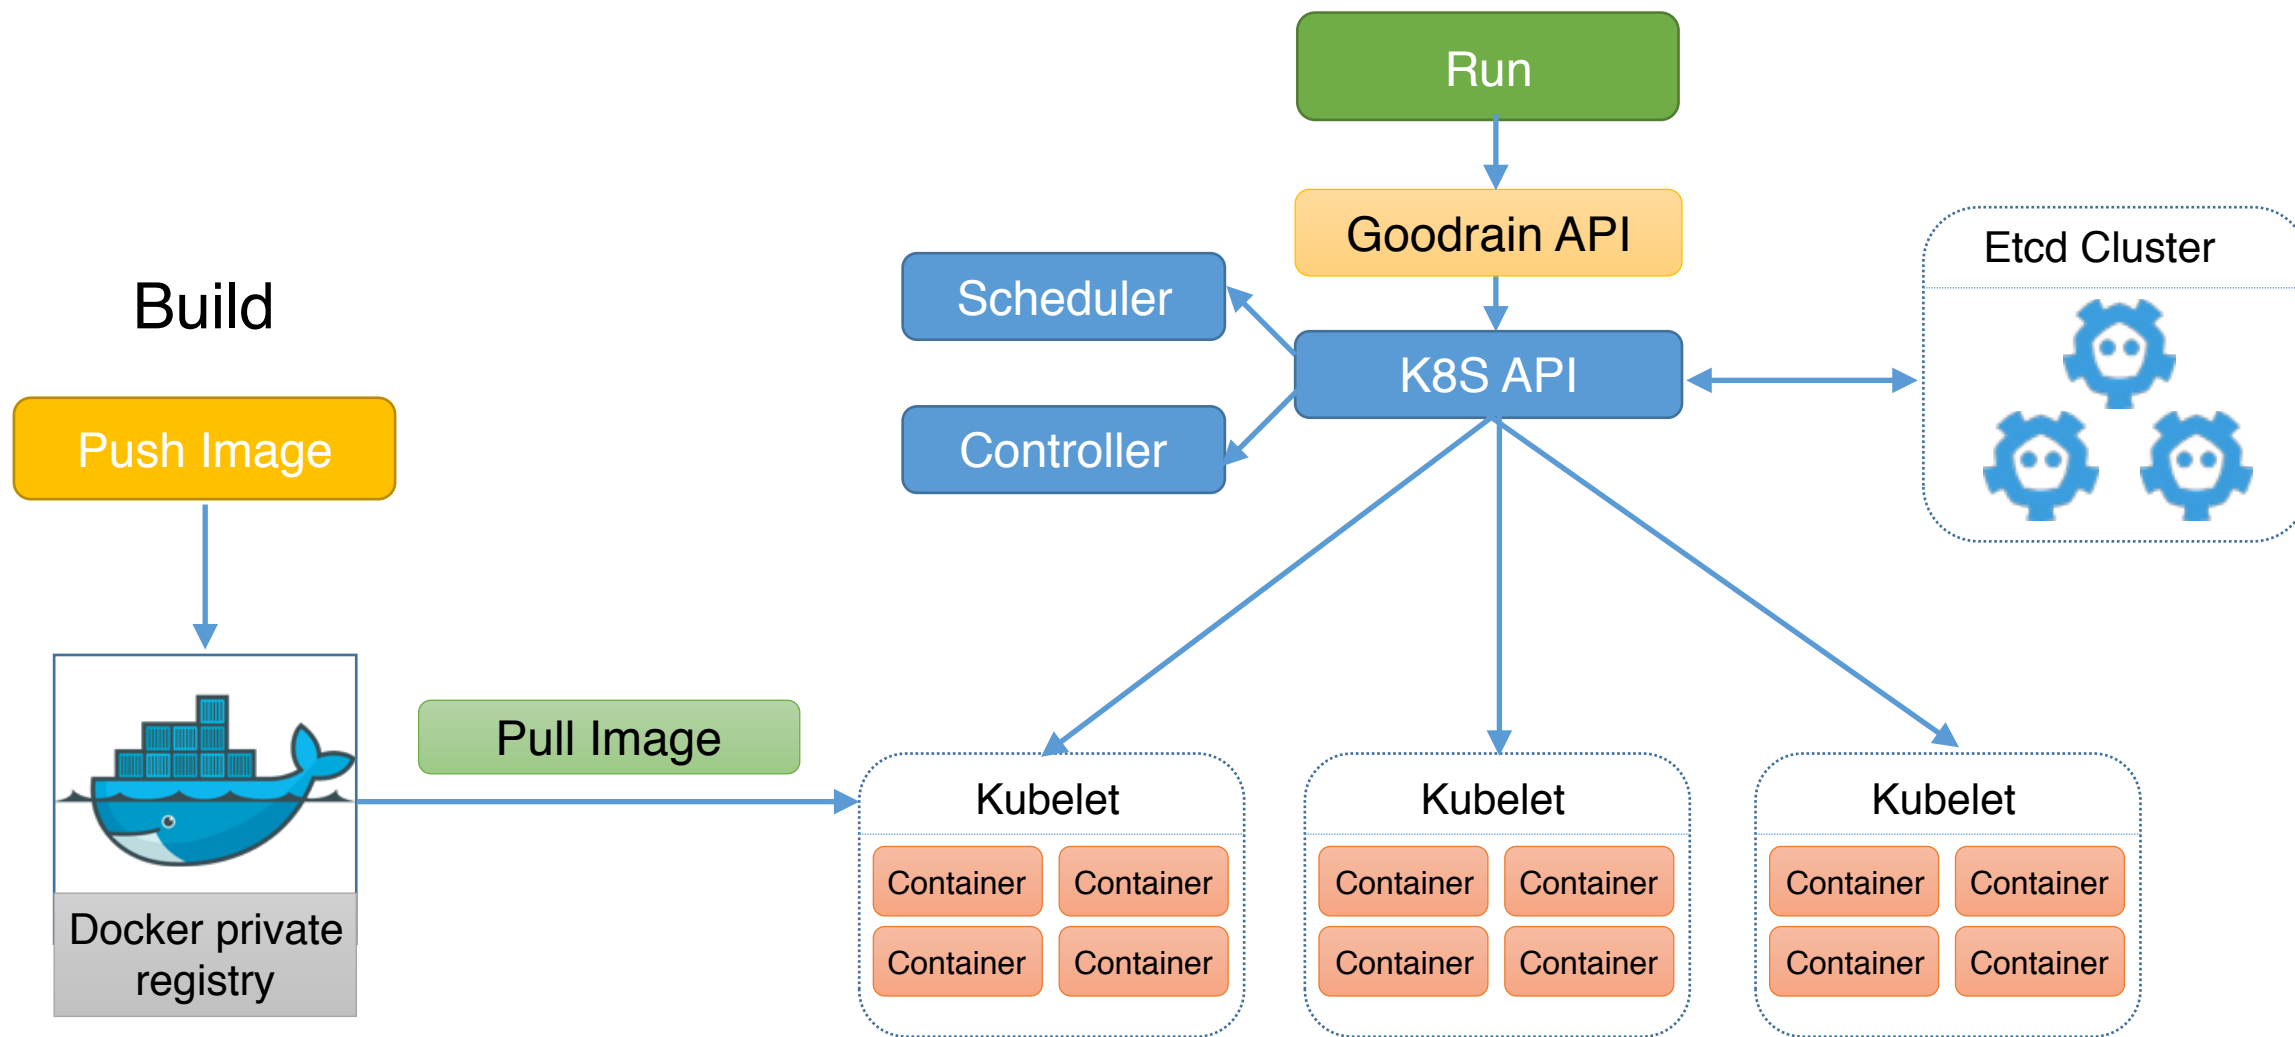 Run
Goodrain API
Etcd Cluster
Scheduler
Build
K8S API
Controller
Push Image
Pull Image
Kubelet
Kubelet
Kubelet
Container
Container
Container
Container
Container
Container
Docker private
registry
Container
Container
Container
Container
Container
Container